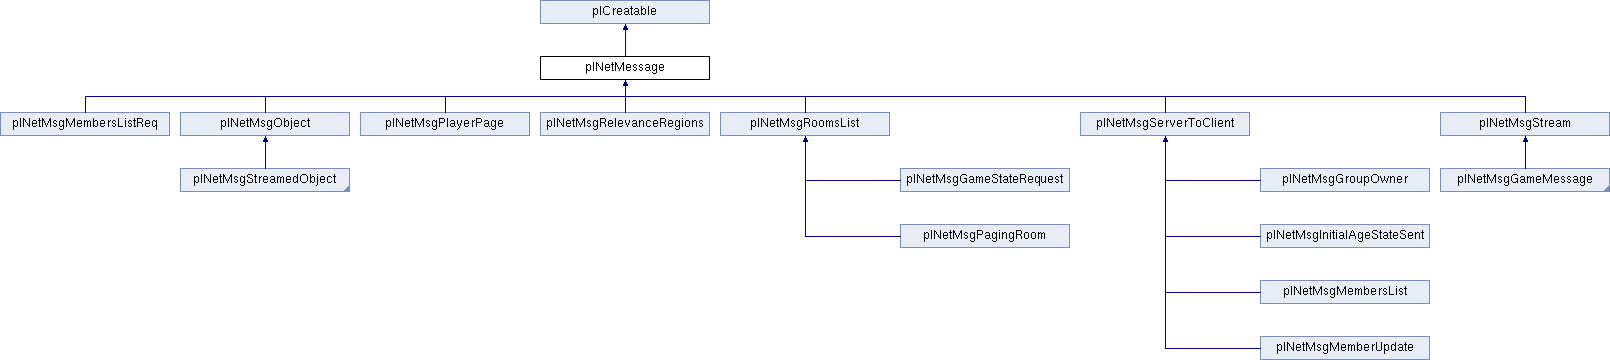 plCreatable
plNetMessage
plNetMsgMembersListReq
plNetMsgObject
plNetMsgPlayerPage
plNetMsgRelevanceRegions
plNetMsgRoomsList
plNetMsgServerToClient
plNetMsgStream
plNetMsgStreamedObject
plNetMsgGameStateRequest
plNetMsgGroupOwner
plNetMsgGameMessage
plNetMsgPagingRoom
plNetMsgInitialAgeStateSent
plNetMsgMembersList
plNetMsgMemberUpdate